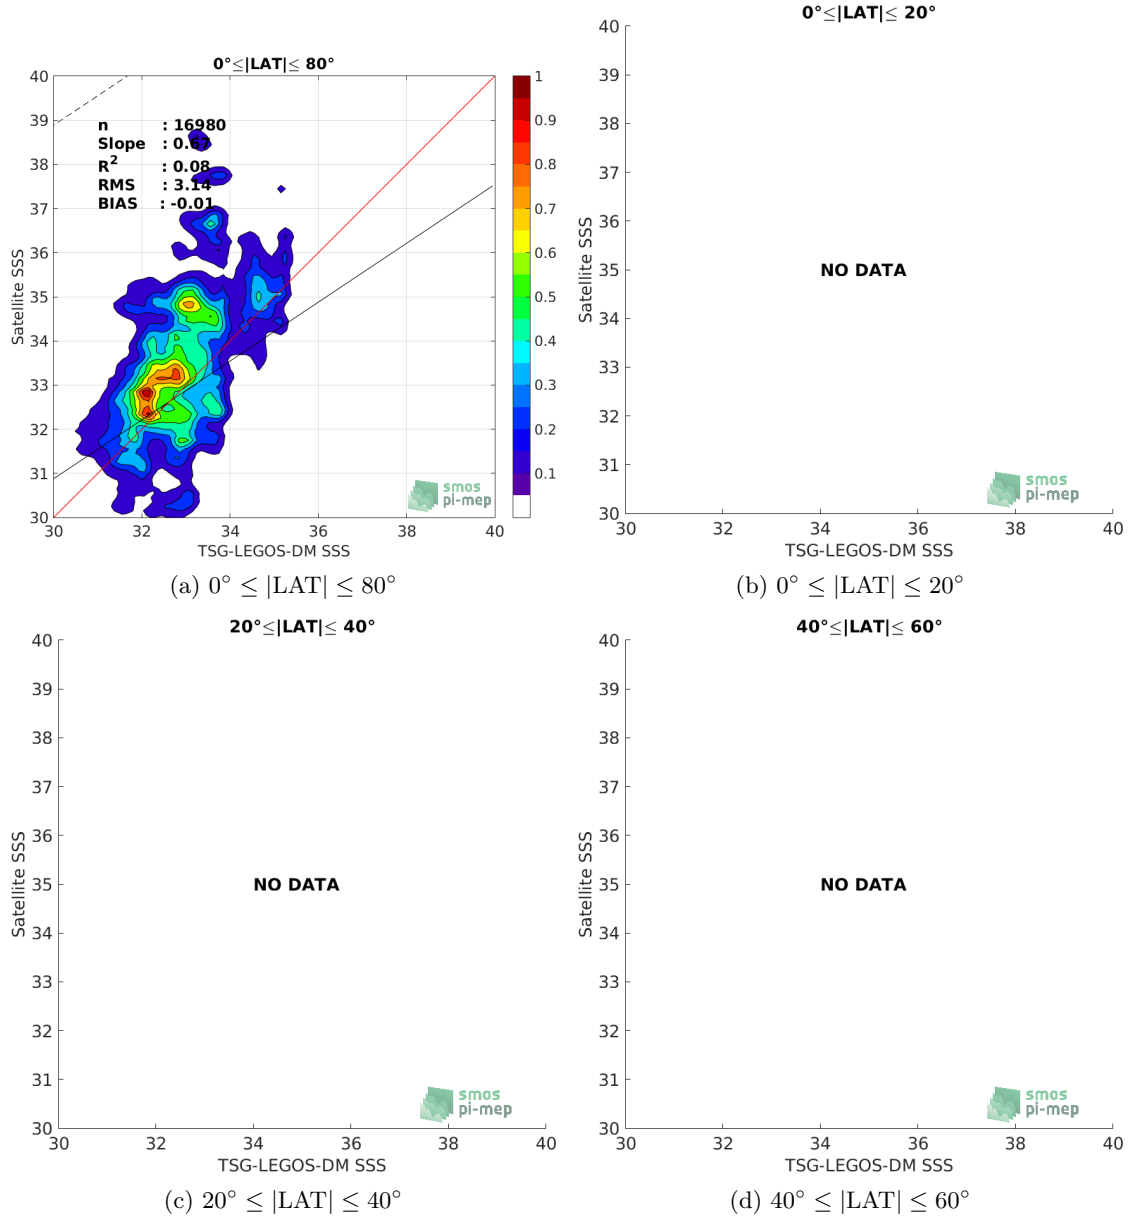 0°≤|LAT|≤ 80°
40
39
38
37
36
35
34
33
32
31
30
30
32
34
36
38
40
Satellite SSS
TSG-LEGOS-DM SSS
n : 16980
Slope : 0.67
R2 : 0.08
RMS : 3.14
BIAS : -0.01
1
0.9
0.8
0.7
0.6
0.5
0.4
0.3
0.2
0.1
smos
pi-mep
(a) 0° ≤ |LAT| ≤ 80°
0°≤|LAT|≤ 20°
40
39
38
37
36
35
34
33
32
31
30
30
32
34
36
38
40
Satellite SSS
TSG-LEGOS-DM SSS
NO DATA
smos
pi-mep
(b) 0° ≤ |LAT| ≤ 20°
20°≤|LAT|≤ 40°
40
39
38
37
36
35
34
33
32
31
30
30
32
34
36
38
40
Satellite SSS
TSG-LEGOS-DM SSS
NO DATA
smos
pi-mep
(c) 20° ≤ |LAT| ≤ 40°
40°≤|LAT|≤ 60°
40
39
38
37
36
35
34
33
32
31
30
30
32
34
36
38
40
Satellite SSS
TSG-LEGOS-DM SSS
NO DATA
smos
pi-mep
(d) 40° ≤ |LAT| ≤ 60°